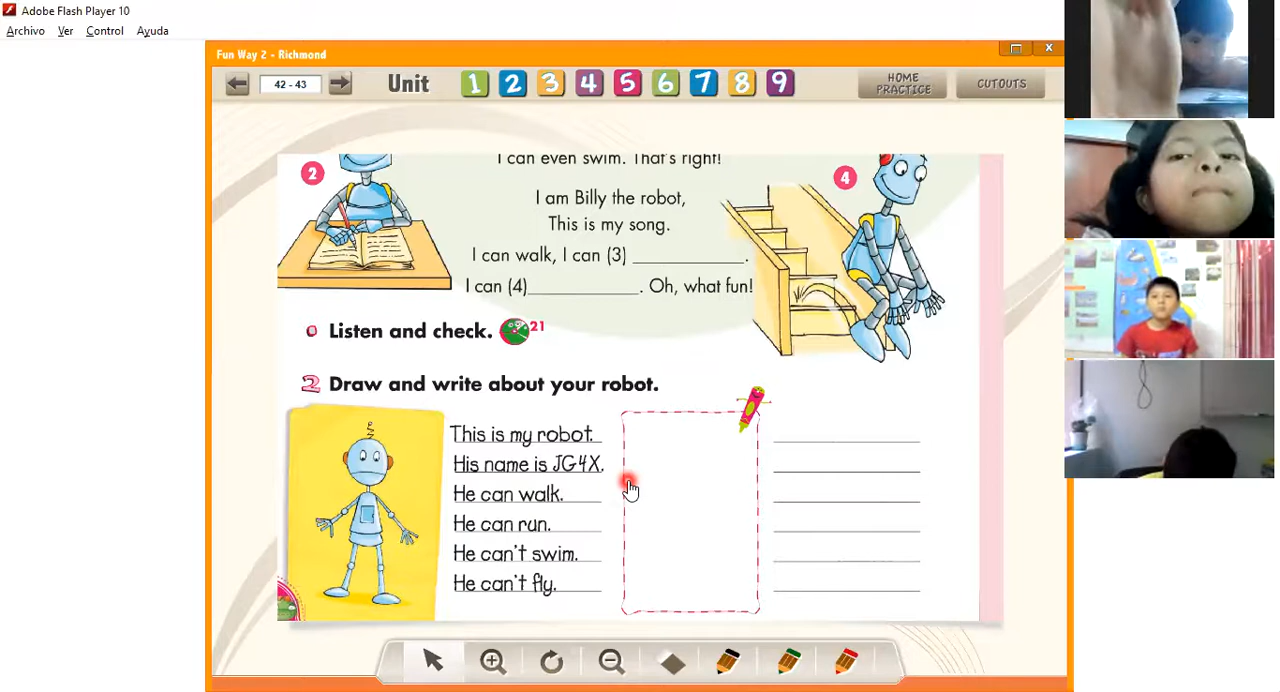 Adobe Flash Player 10
Archivo Ver Control Ayuda
Fun Way 2 - Richmond
42 - 43
Unit 1 2 3 4 5 6 7 8 9
HOME PRACTICE
CUTOUTS
I can even swim. That's right!
2
4
I am Billy the robot,
This is my song.
I can walk, I can (3) ____________.
I can (4)____________. Oh, what fun!
Listen and check. 21
2 Draw and write about your robot.
This is my robot.
His name is JG4X.
He can walk.
He can run.
He can't swim.
He can't fly.